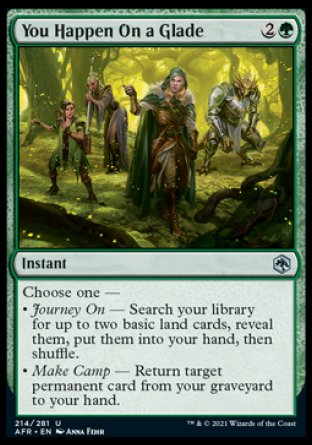 You Happen On a Glade 2
Instant
Choose one —
• Journey On — Search your library
for up to two basic land cards, reveal
them, put them into your hand, then
shuffle.
• Make Camp — Return target
permanent card from your graveyard
to your hand.
214/281 U
AFR • EN Anna Fehr
™ & © 2021 Wizards of the Coast